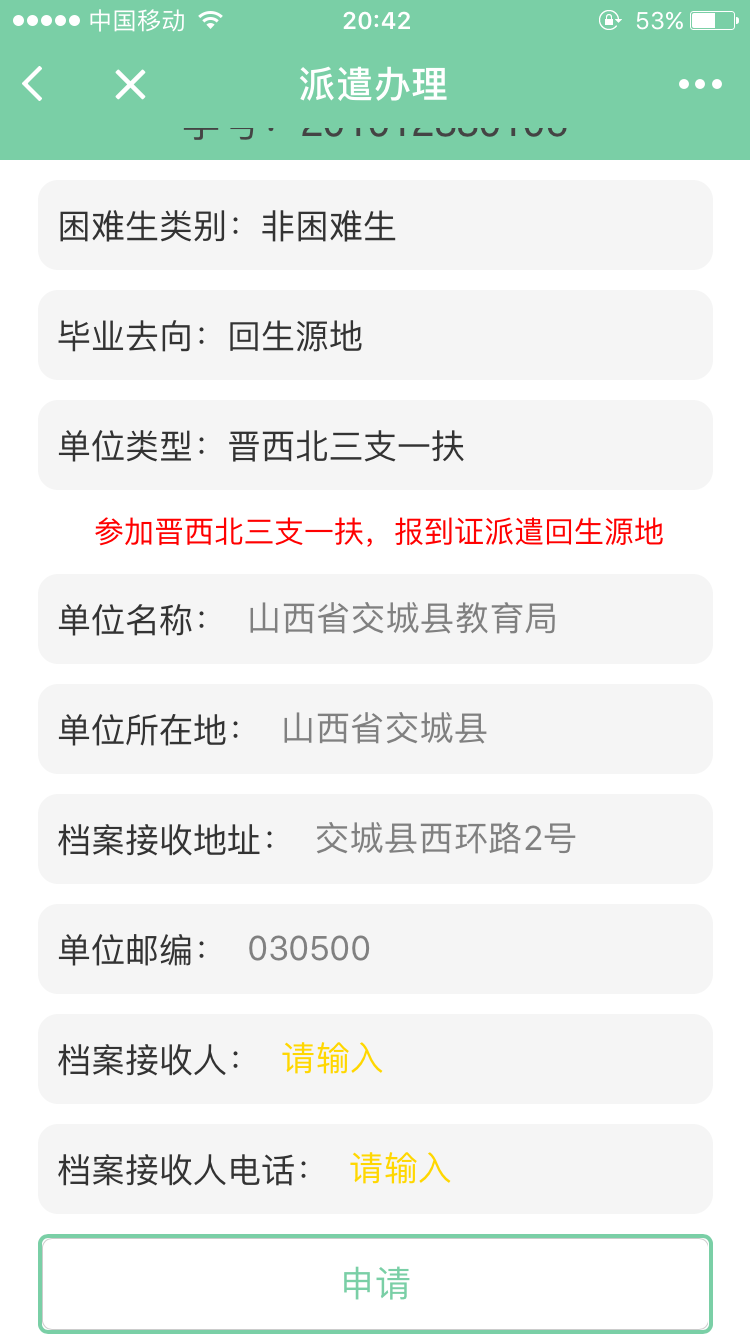 中国移动
20:42
53%
派遣办理
困难生类别：非困难生
毕业去向：回生源地
单位类型：晋西北三支一扶
参加晋西北三支一扶，报到证派遣回生源地
单位名称： 山西省交城县教育局
单位所在地： 山西省交城县
档案接收地址： 交城县西环路2号
单位邮编： 030500
档案接收人： 请输入
档案接收人电话： 请输入
申请